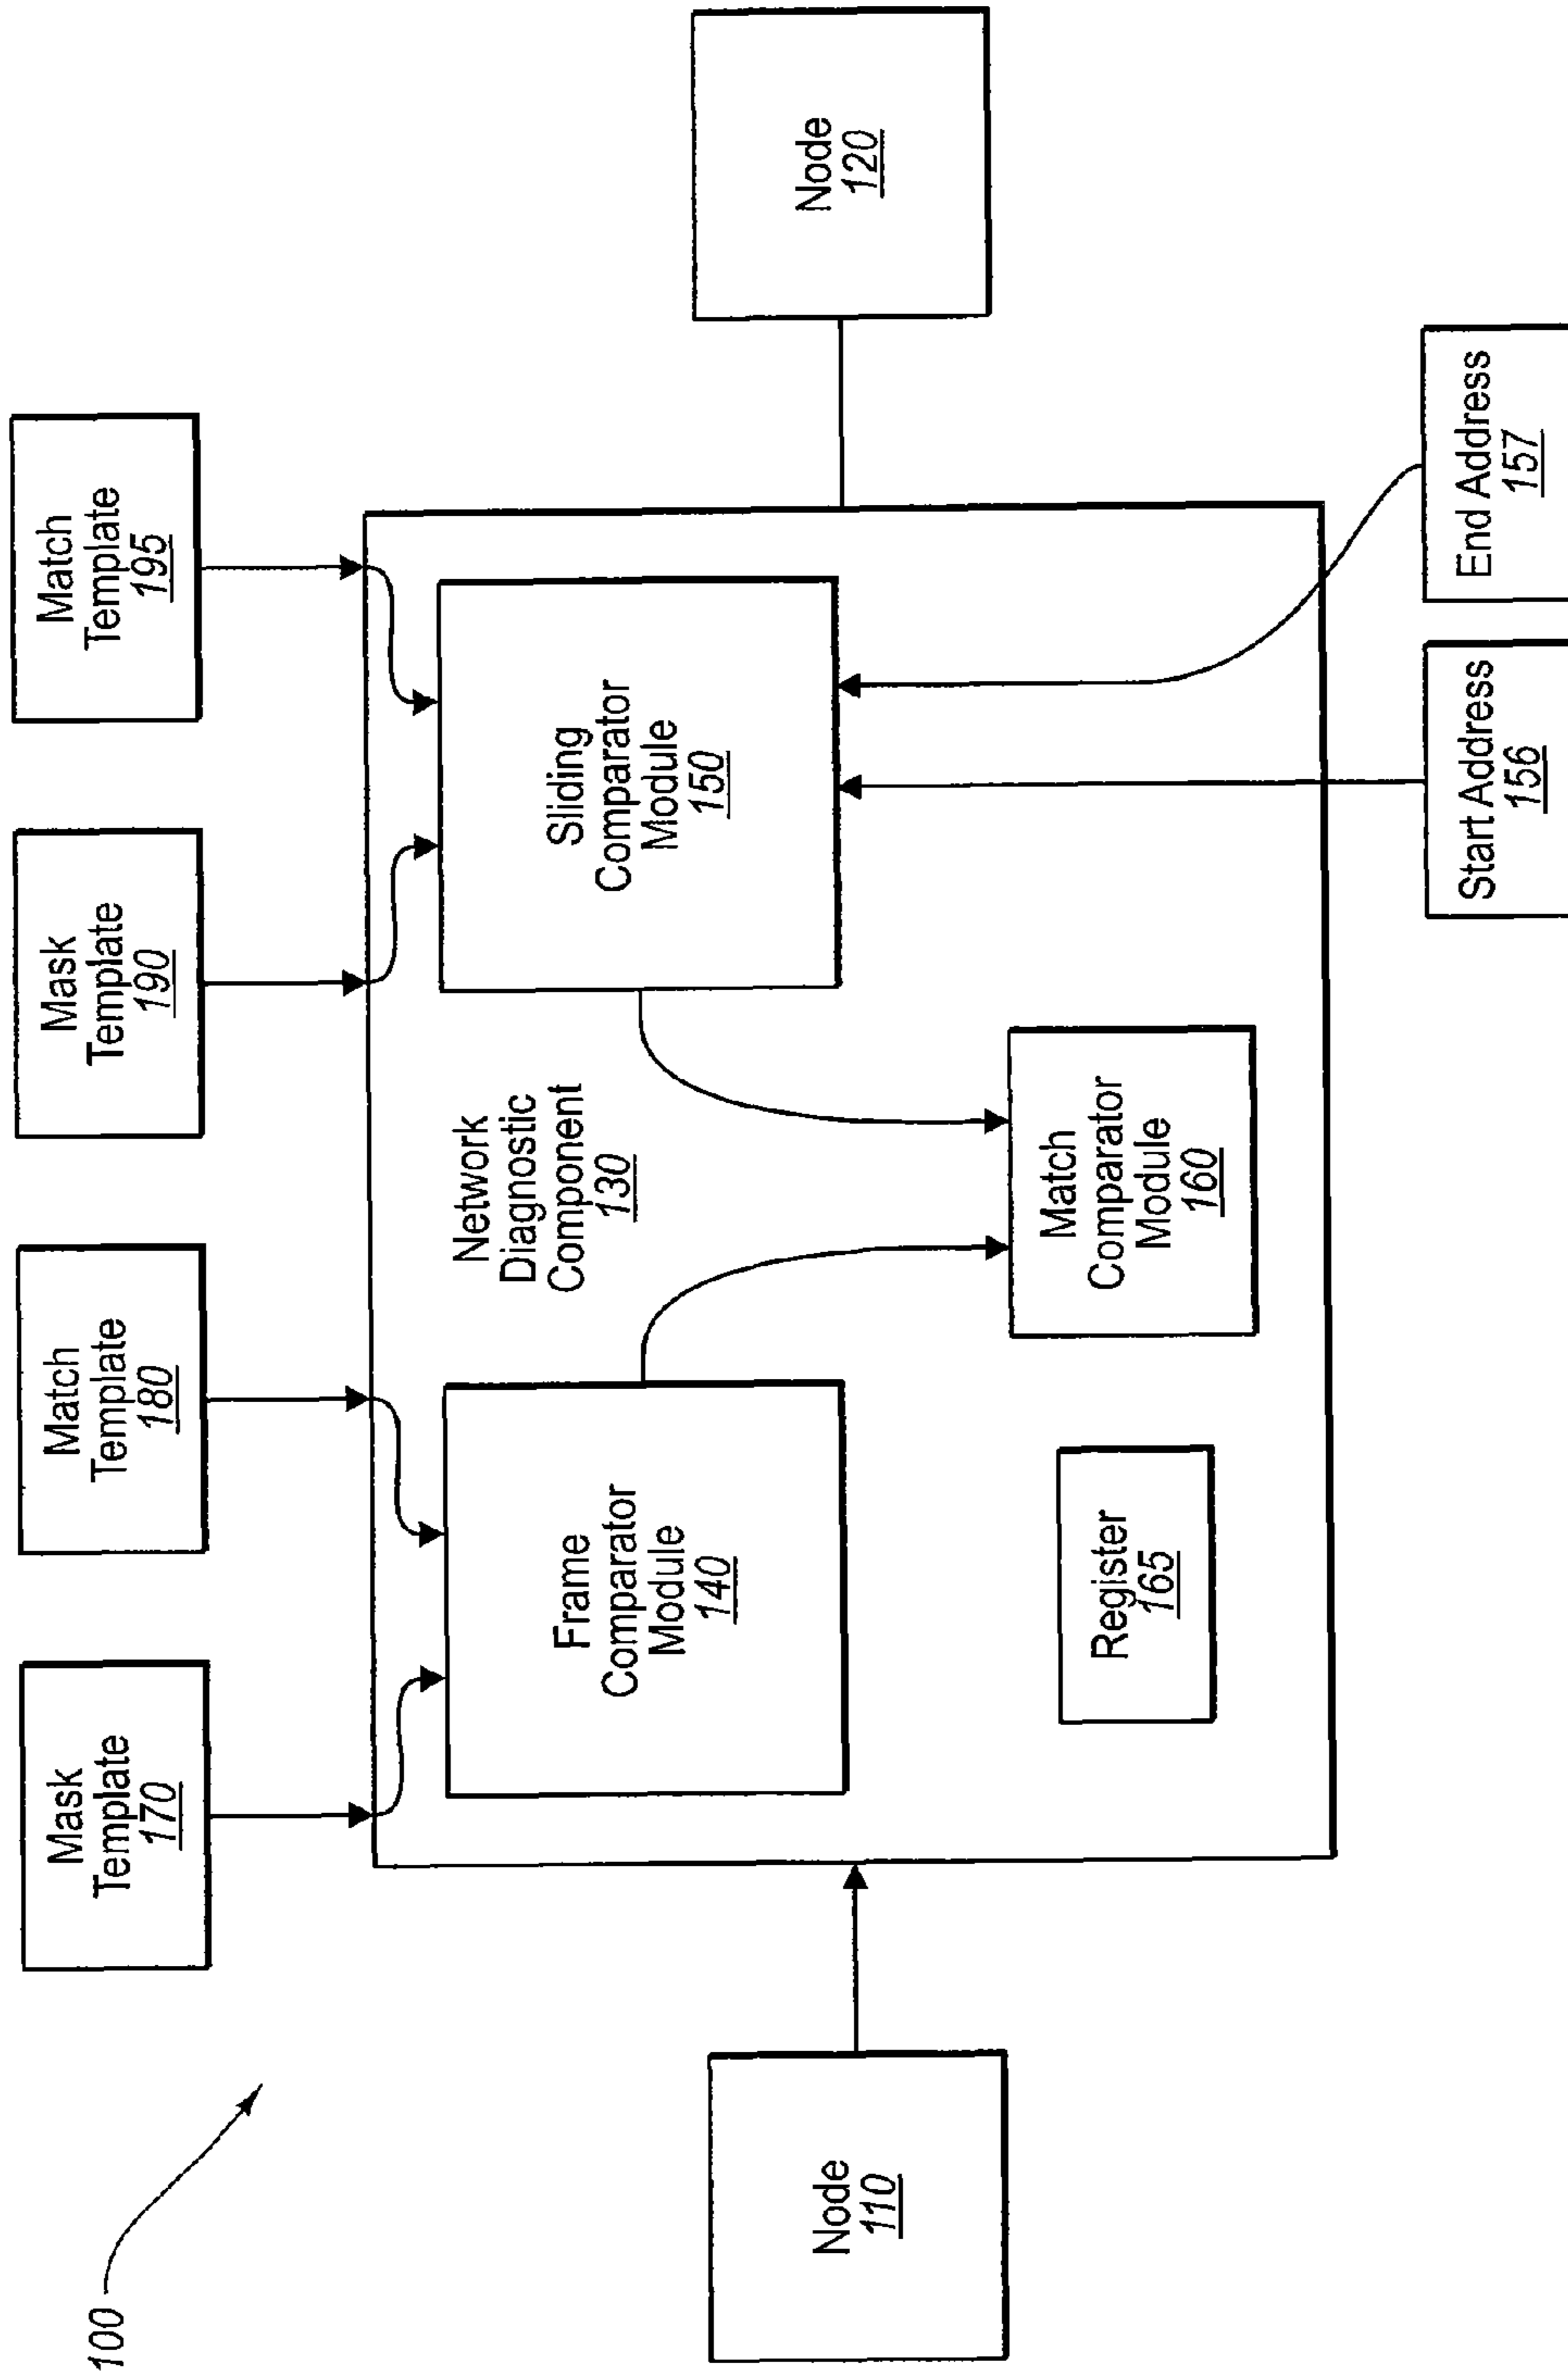 100
Mask
Template
170
Match
Template
180
Mask
Template
190
Match
Template
195
Node
110
Network
Diagnostic
Component
130
Frame
Comparator
Module
140
Sliding
Comparator
Module
150
Node
120
Register
165
Match
Comparator
Module
160
Start Address
156
End Address
157